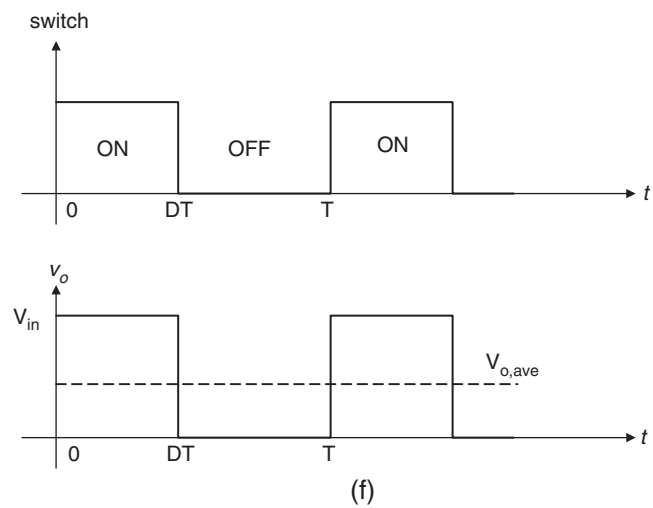 switch
ON OFF ON
0 DT T t
v_o
V_in
V_o,ave
0 DT T t
(f)